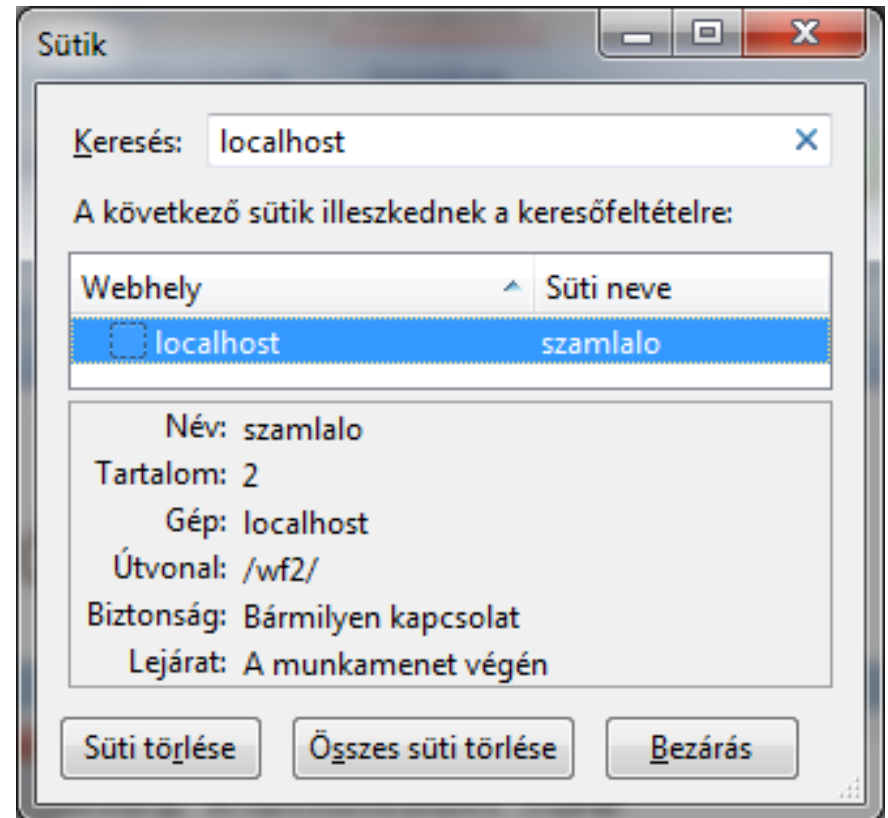 Sütik
Keresés: localhost
A következő sütik illeszkednek a keresőfeltételre:
Webhely Süti neve
localhost szamlalo
Név: szamlalo
Tartalom: 2
Gép: localhost
Útvonal: /wf2/
Biztonság: Bármilyen kapcsolat
Lejárat: A munkamenet végén
Süti törlése Összes süti törlése Bezárás